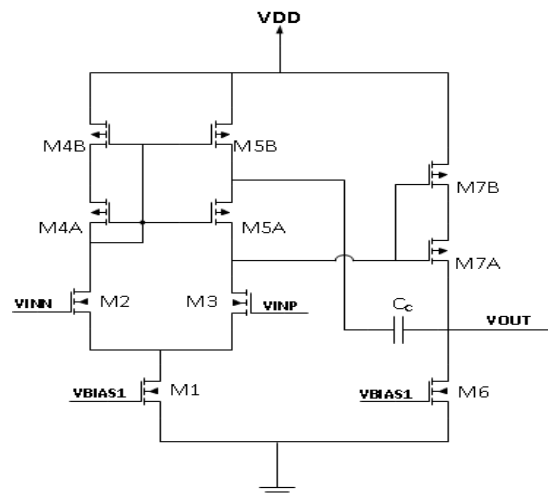 VDD
M4B
M5B
M7B
M4A
M5A
M7A
VINN
M2
M3
VINP
Cc
VOUT
VBIAS1
M1
VBIAS1
M6